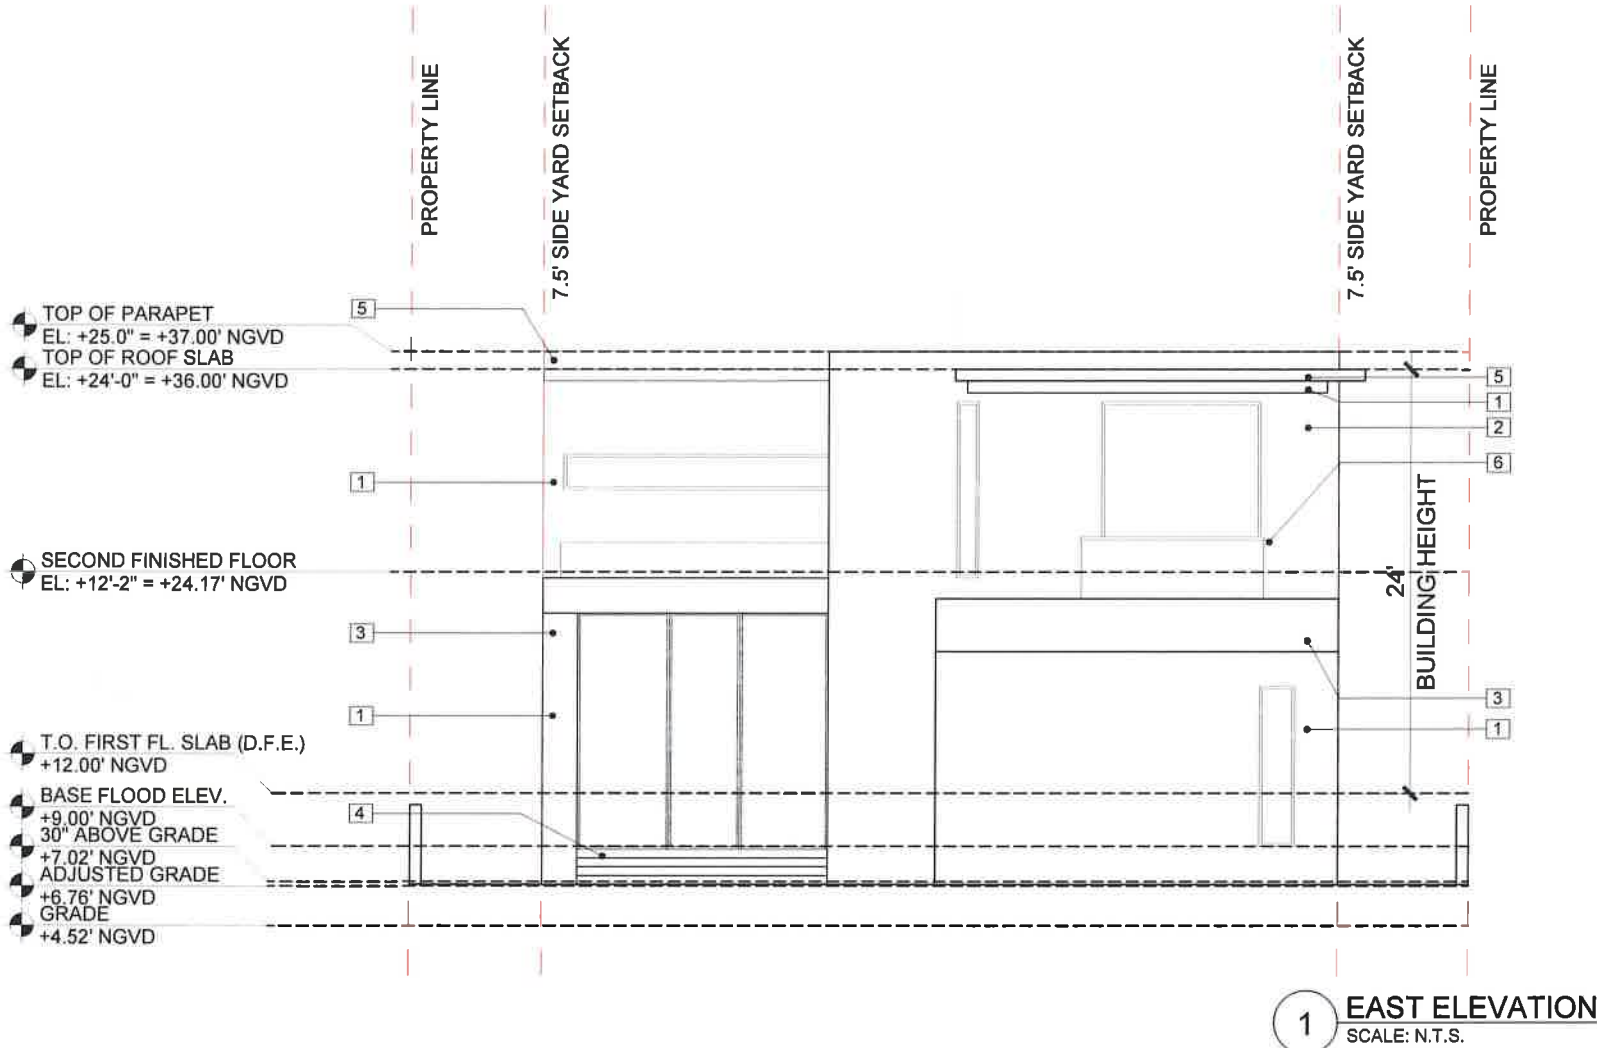 PROPERTY LINE
7.5' SIDE YARD SETBACK
7.5' SIDE YARD SETBACK
PROPERTY LINE
TOP OF PARAPET
EL: +25.0" = +37.00' NGVD
TOP OF ROOF SLAB
EL: +24'-0" = +36.00' NGVD
5
5
1
2
6
1
SECOND FINISHED FLOOR
EL: +12'-2" = +24.17' NGVD
24'
BUILDING HEIGHT
3
3
1
1
T.O. FIRST FL. SLAB (D.F.E.)
+12.00' NGVD
BASE FLOOD ELEV.
+9.00' NGVD
4
30" ABOVE GRADE
+7.02' NGVD
ADJUSTED GRADE
+6.76' NGVD
GRADE
+4.52' NGVD
1
EAST ELEVATION
SCALE: N.T.S.